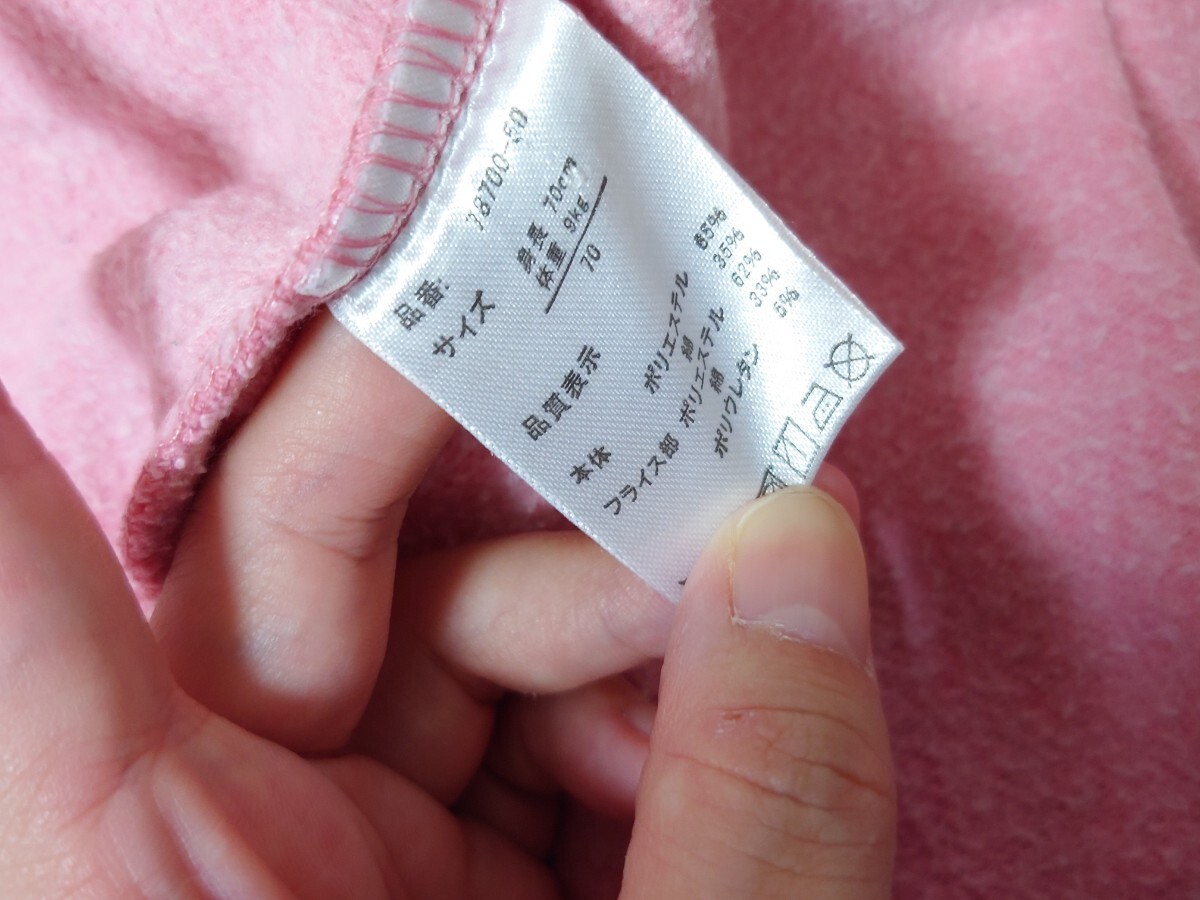 品番: 38700-50
サイズ
身長 70cm
体重 9kg
70
品質表示
本体 ポリエステル 65%
綿 35%
フライス部 ポリエステル 62%
綿 33%
ポリウレタン 5%